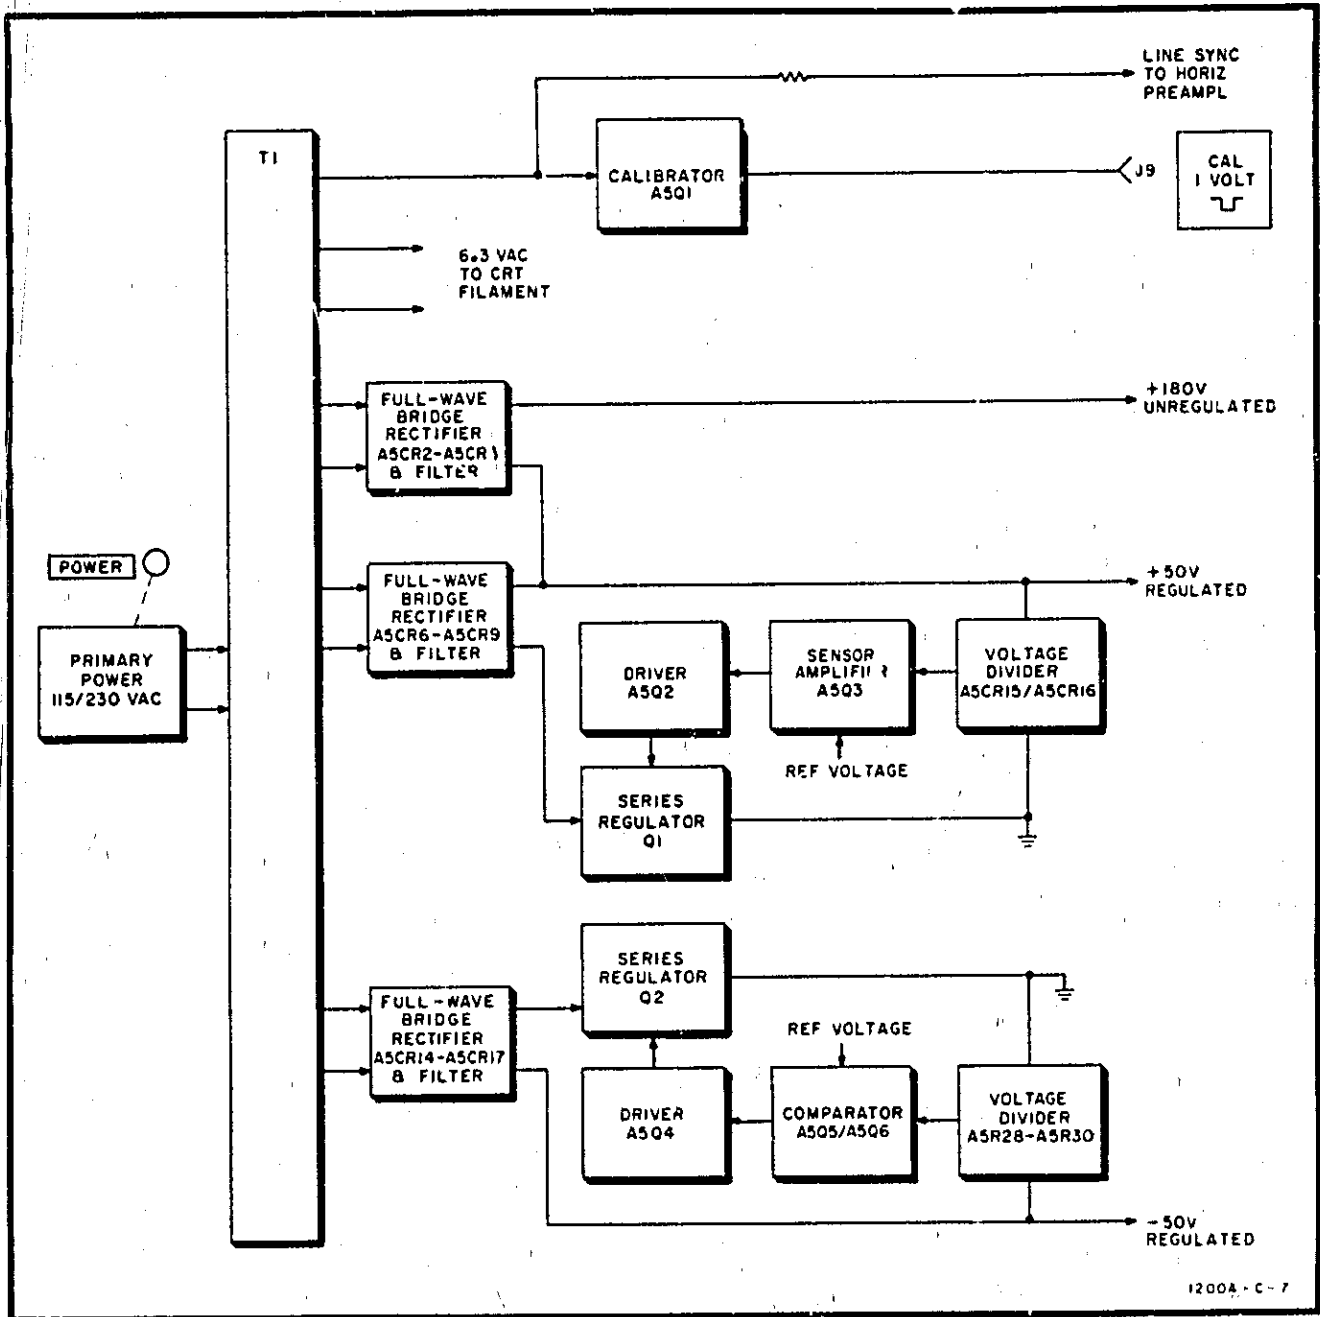 LINE SYNC
TO HORIZ
PREAMPL
T1
CALIBRATOR
A5Q1
J9
CAL
1 VOLT
6.3 VAC
TO CRT
FILAMENT
FULL-WAVE
BRIDGE
RECTIFIER
& FILTER
+180V
UNREGULATED
POWER
PRIMARY
POWER
115/230 VAC
FULL-WAVE
BRIDGE
RECTIFIER
A5CR6-A5CR9
& FILTER
+50V
REGULATED
DRIVER
A5Q2
SENSOR
A5Q3
VOLTAGE
DIVIDER
A5CR15/A5CR16
REF VOLTAGE
SERIES
REGULATOR
Q1
SERIES
REGULATOR
Q2
FULL-WAVE
BRIDGE
RECTIFIER
A5CR14-A5CR17
& FILTER
REF VOLTAGE
DRIVER
A5Q4
COMPARATOR
A5Q5/A5Q6
VOLTAGE
DIVIDER
A5R28-A5R30
-50V
REGULATED
1200A-C-7